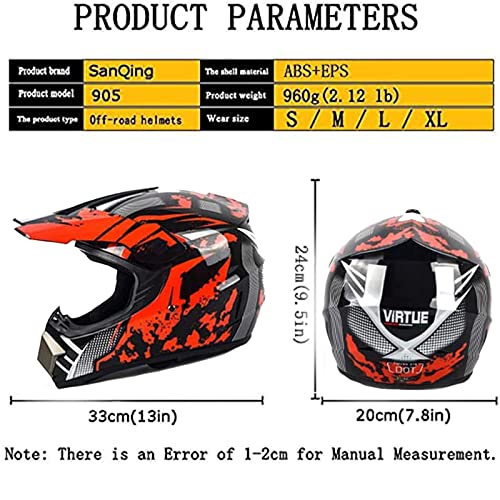 PRODUCT PARAMETERS
Product brand SanQing The shell material ABS+EPS
Product model 905 Product weight 960g(2.12 lb)
The product type Off-road helmets Wear size S / M / L / XL
24cm(9.5in)
ViRTUE
DOT
33cm(13in) 20cm(7.8in)
Note: There is an Error of 1-2cm for Manual Measurement.